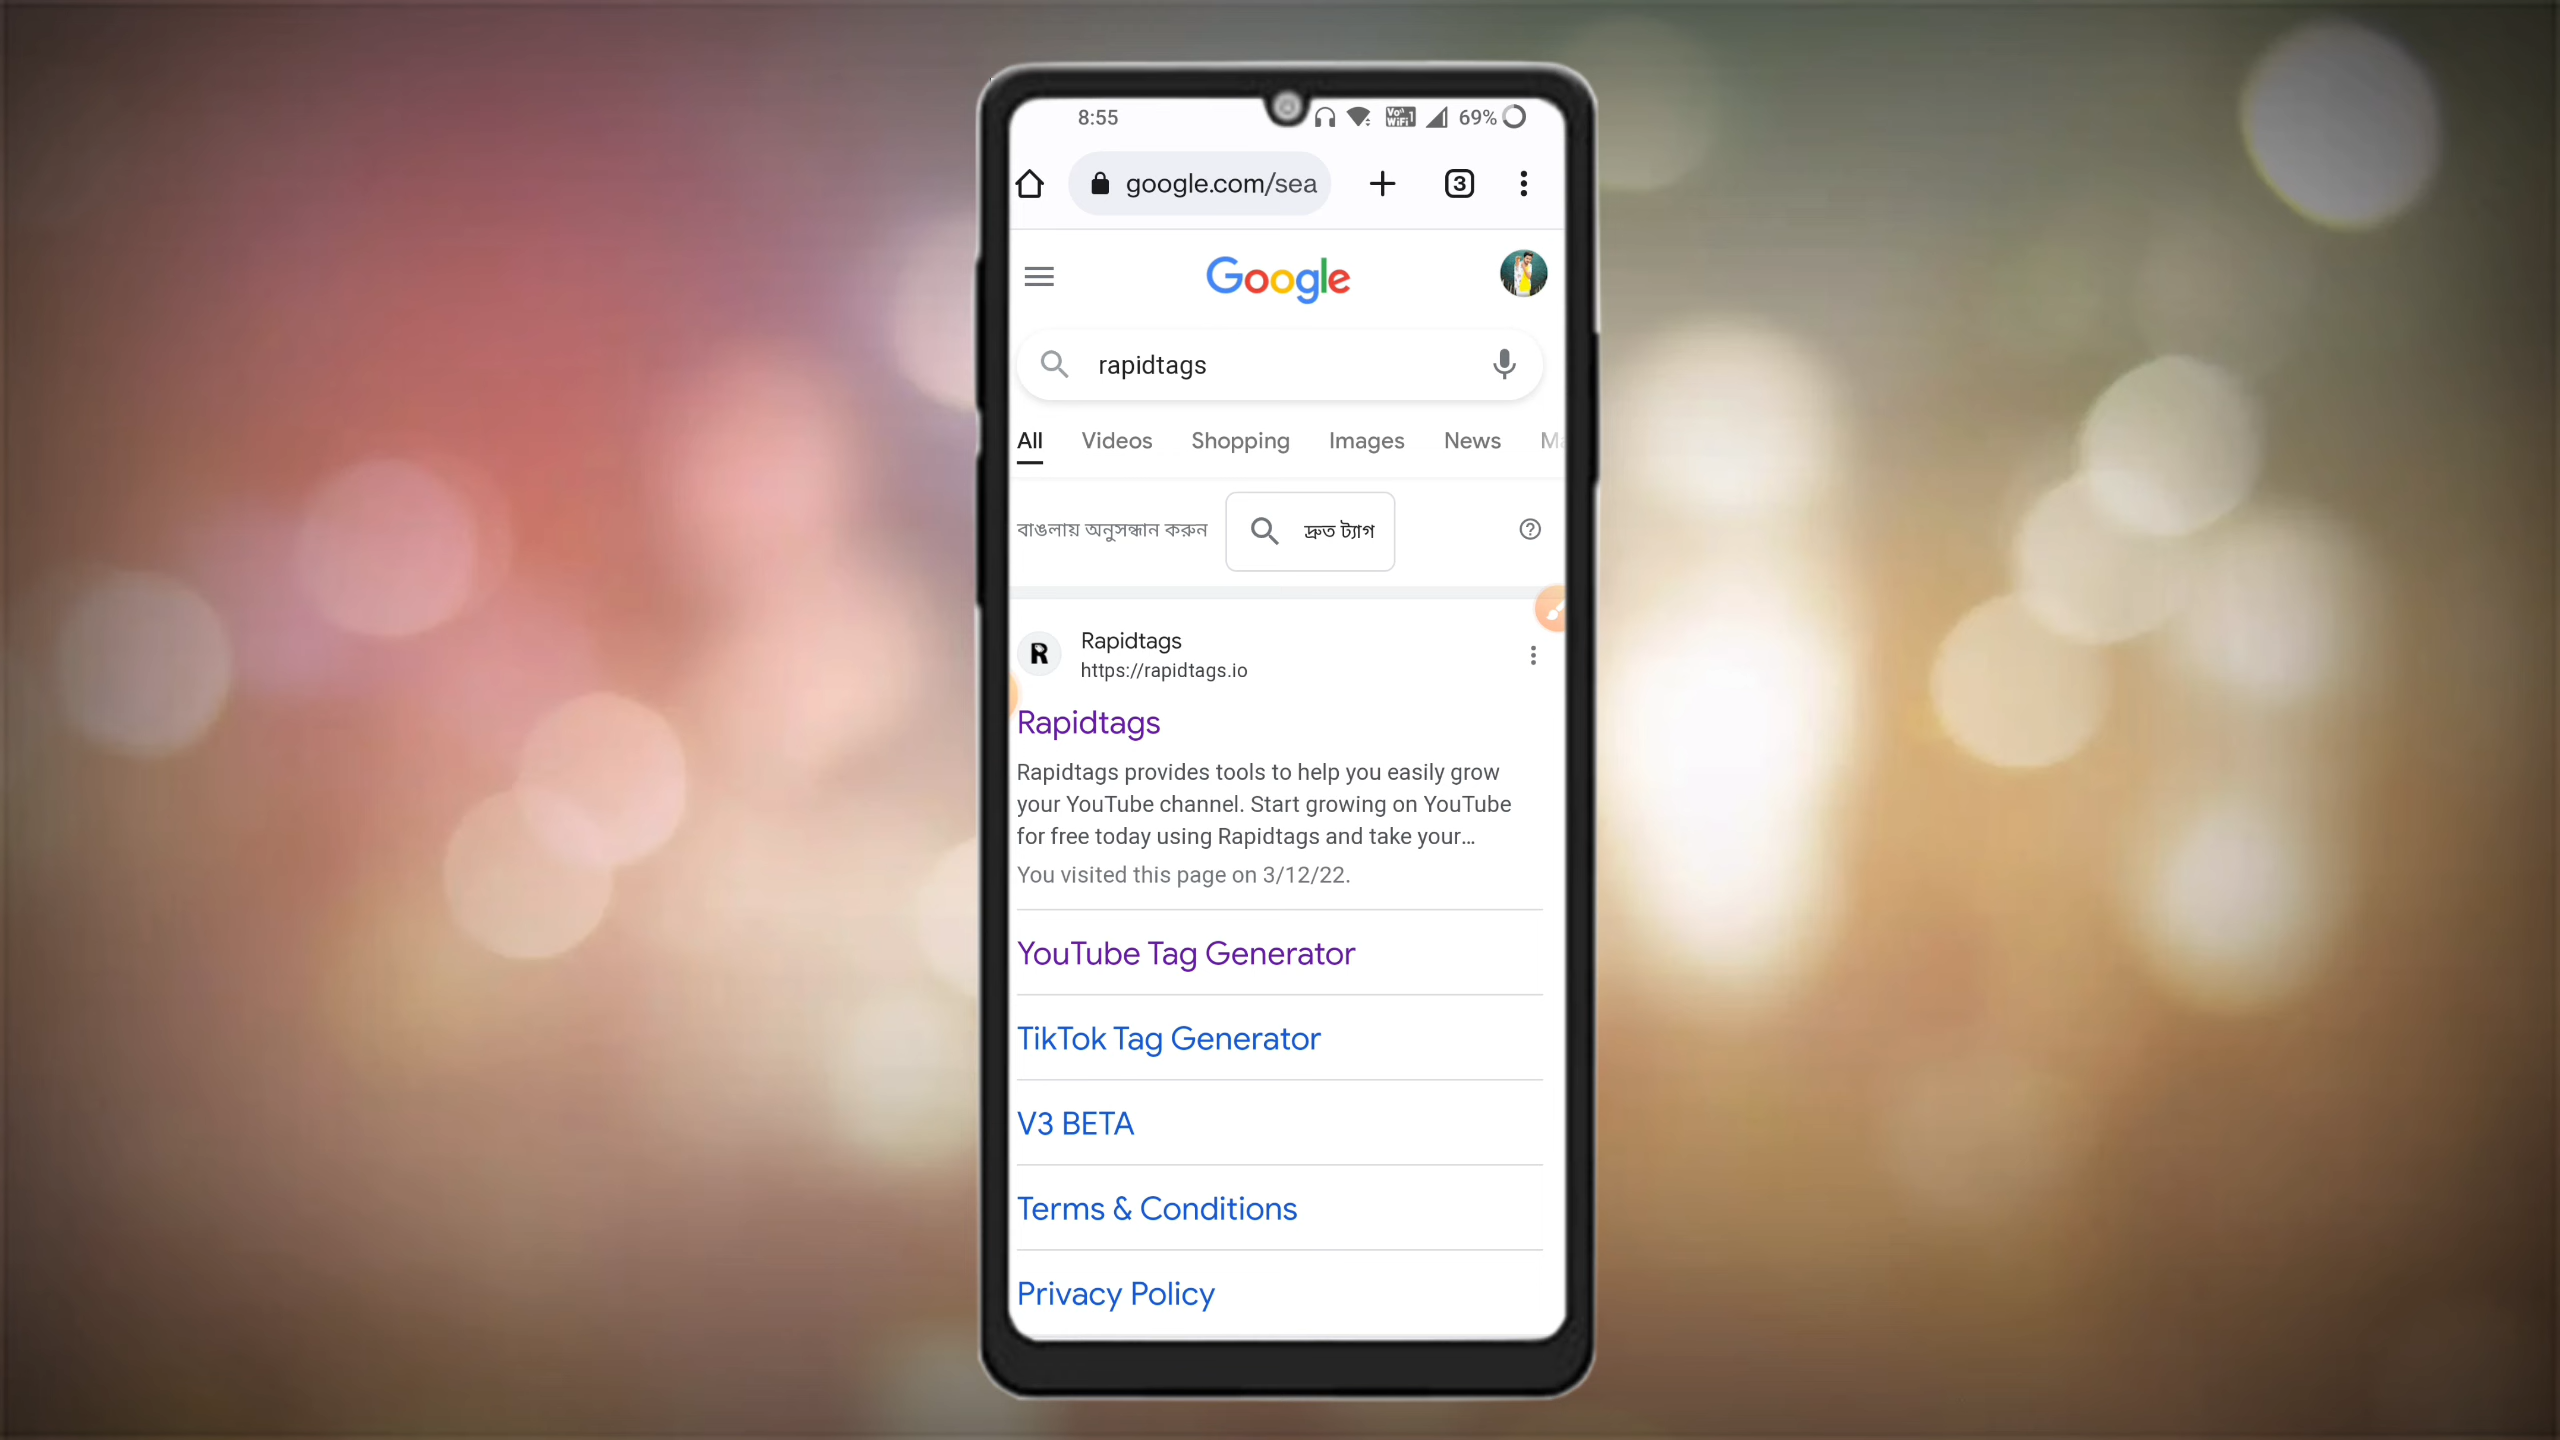 8:55 Vo WiFi 1 69%
google.com/sea 3
Google
rapidtags
All Videos Shopping Images News
বাঙলায় অনুসন্ধান করুন দ্রুত ট্যাগ
R Rapidtags
https://rapidtags.io
Rapidtags
Rapidtags provides tools to help you easily grow
your YouTube channel. Start growing on YouTube
for free today using Rapidtags and take your...
You visited this page on 3/12/22.
YouTube Tag Generator
TikTok Tag Generator
V3 BETA
Terms & Conditions
Privacy Policy